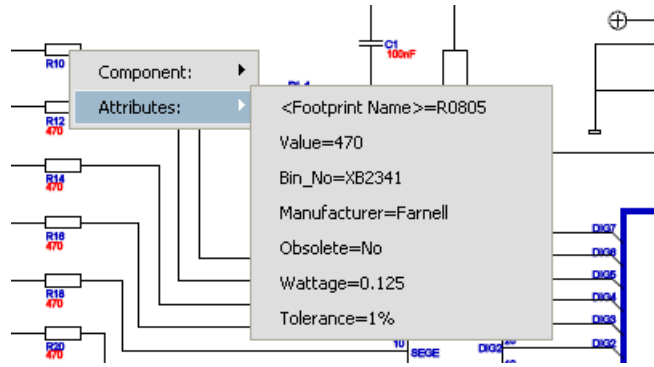 C1
100nF
R10
Component:
Attributes:
<Footprint Name>=R0805
Value=470
Bin_No=XB2341
Manufacturer=Farnell
Obsolete=No
Wattage=0.125
Tolerance=1%
R12
470
R14
470
R16
470
R18
470
R20
470
DIG7
DIG6
DIG5
DIG4
DIG3
DIG2
10
SEGE
DIG2